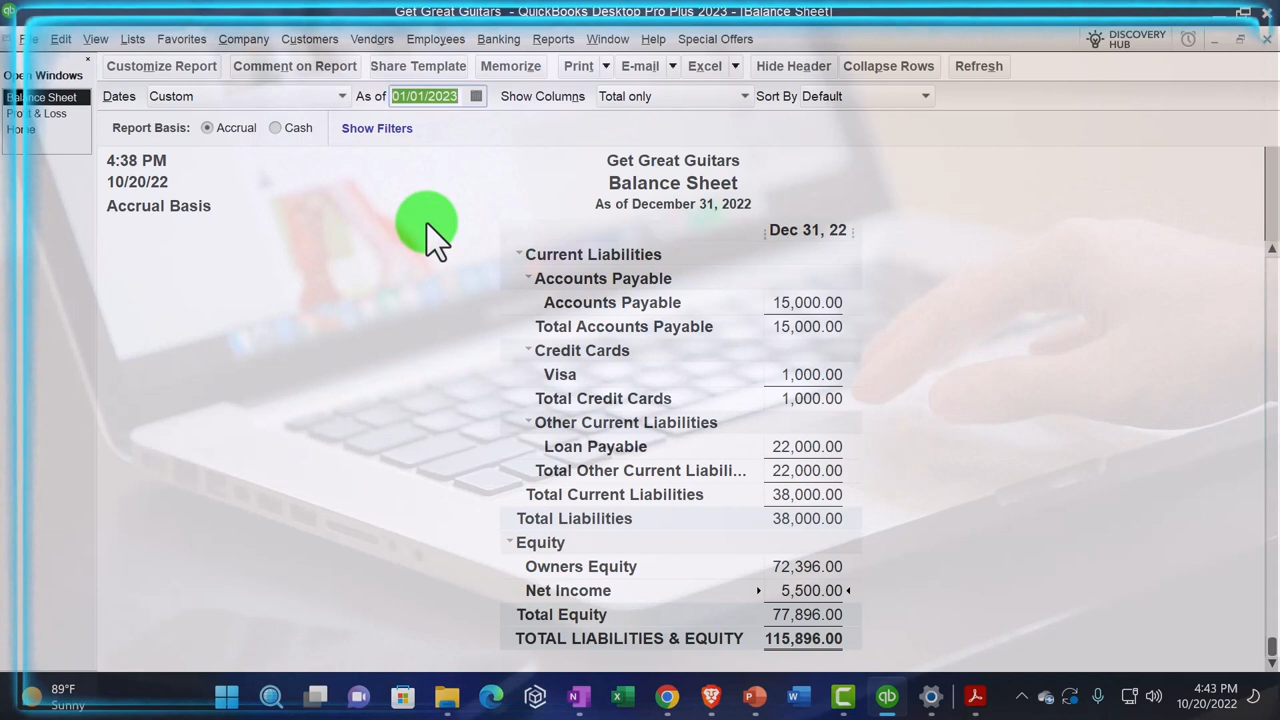 Get Great Guitars - QuickBooks Desktop Pro Plus 2023 - [Balance Sheet]
File Edit View Lists Favorites Company Customers Vendors Employees Banking Reports Window Help Special Offers DISCOVERY HUB
Open Windows
Balance Sheet
Profit & Loss
Home
Customize Report Comment on Report Share Template Memorize Print E-mail Excel Hide Header Collapse Rows Refresh
Dates Custom As of 01/01/2023 Show Columns Total only Sort By Default
Report Basis: Accrual Cash Show Filters
4:38 PM
10/20/22
Accrual Basis
Get Great Guitars
Balance Sheet
As of December 31, 2022
Dec 31, 22
Current Liabilities
Accounts Payable
Accounts Payable 15,000.00
Total Accounts Payable 15,000.00
Credit Cards
Visa 1,000.00
Total Credit Cards 1,000.00
Other Current Liabilities
Loan Payable 22,000.00
Total Other Current Liabili... 22,000.00
Total Current Liabilities 38,000.00
Total Liabilities 38,000.00
Equity
Owners Equity 72,396.00
Net Income 5,500.00
Total Equity 77,896.00
TOTAL LIABILITIES & EQUITY 115,896.00
89°F
Sunny
4:43 PM
10/20/2022